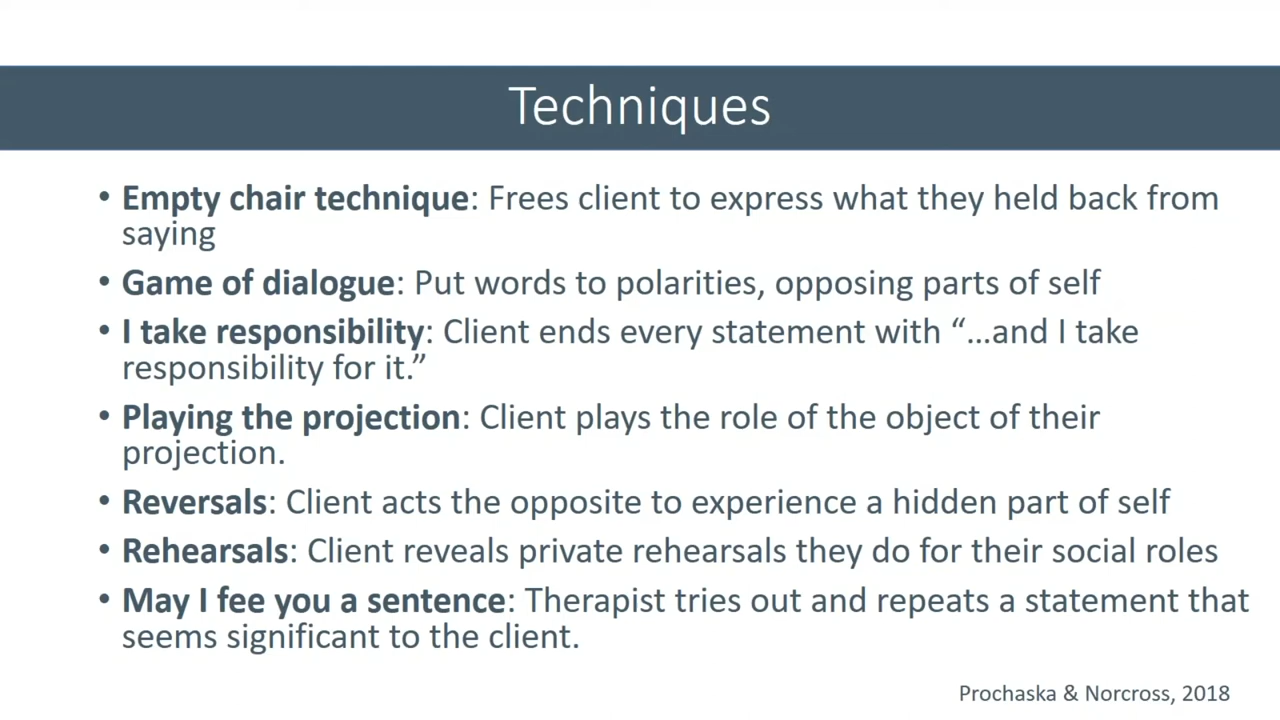 Techniques
• Empty chair technique: Frees client to express what they held back from
saying
• Game of dialogue: Put words to polarities, opposing parts of self
• I take responsibility: Client ends every statement with “…and I take
responsibility for it.”
• Playing the projection: Client plays the role of the object of their
projection.
• Reversals: Client acts the opposite to experience a hidden part of self
• Rehearsals: Client reveals private rehearsals they do for their social roles
• May I fee you a sentence: Therapist tries out and repeats a statement that
seems significant to the client.
Prochaska & Norcross, 2018